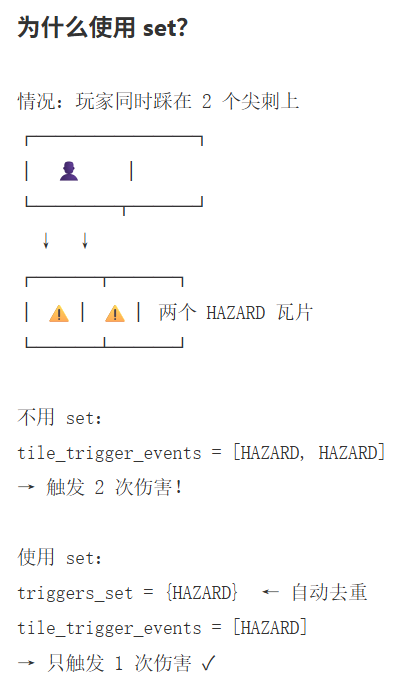 为什么使用 set？
情况：玩家同时踩在 2 个尖刺上
↓ ↓
两个 HAZARD 瓦片
不用 set：
tile_trigger_events = [HAZARD, HAZARD]
→ 触发 2 次伤害！
使用 set：
triggers_set = {HAZARD} ← 自动去重
tile_trigger_events = [HAZARD]
→ 只触发 1 次伤害 ✓